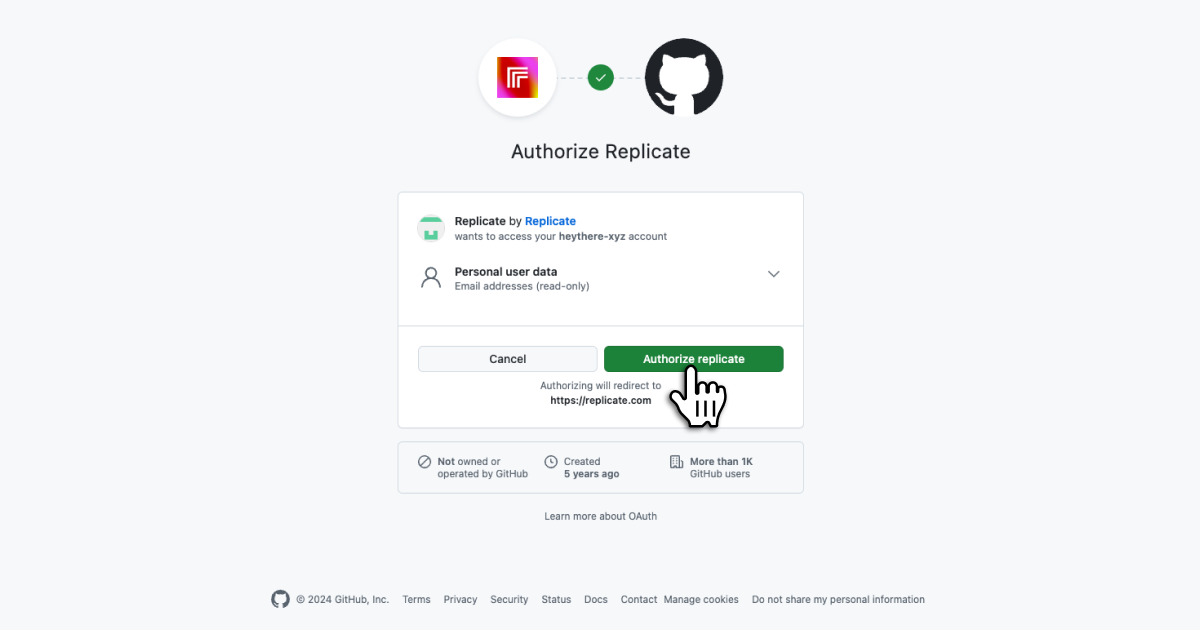 Authorize Replicate
Replicate by Replicate
wants to access your heythere-xyz account
Personal user data
Email addresses (read-only)
Cancel
Authorize replicate
Authorizing will redirect to
https://replicate.com
Not owned or
operated by GitHub
Created
5 years ago
More than 1K
GitHub users
Learn more about OAuth
© 2024 GitHub, Inc. Terms Privacy Security Status Docs Contact Manage cookies Do not share my personal information